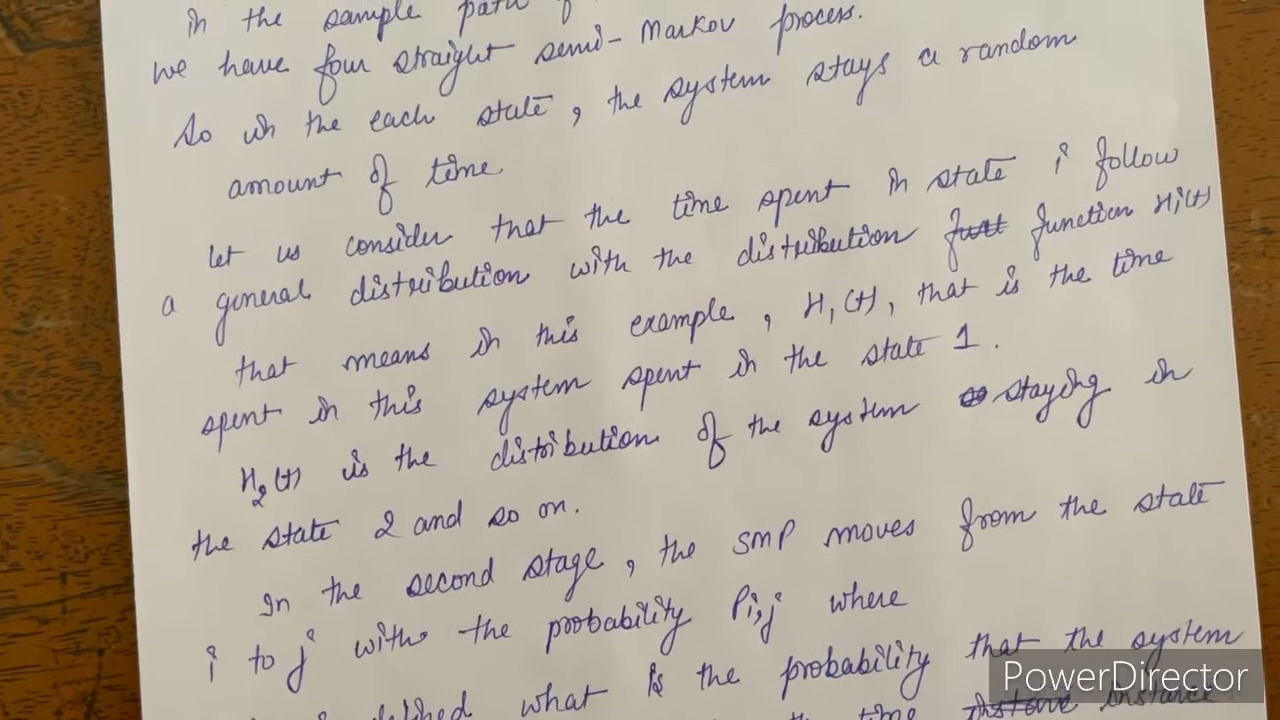 in the sample path
we have four straight semi-Markov process.
So in the each state, the system stays a random
amount of time.
let us consider that the time spent in state i follow
a general distribution with the distribution function Hi(t)
that means in this example, H1(t), that is the time
spent in this system spent in the state 1.
H2(t) is the distribution of the system staying in
the state 2 and so on.
In the second stage, the SMP moves from the state
i to j with the probability Pi,j where
what is the probability that the system
time instance
PowerDirector